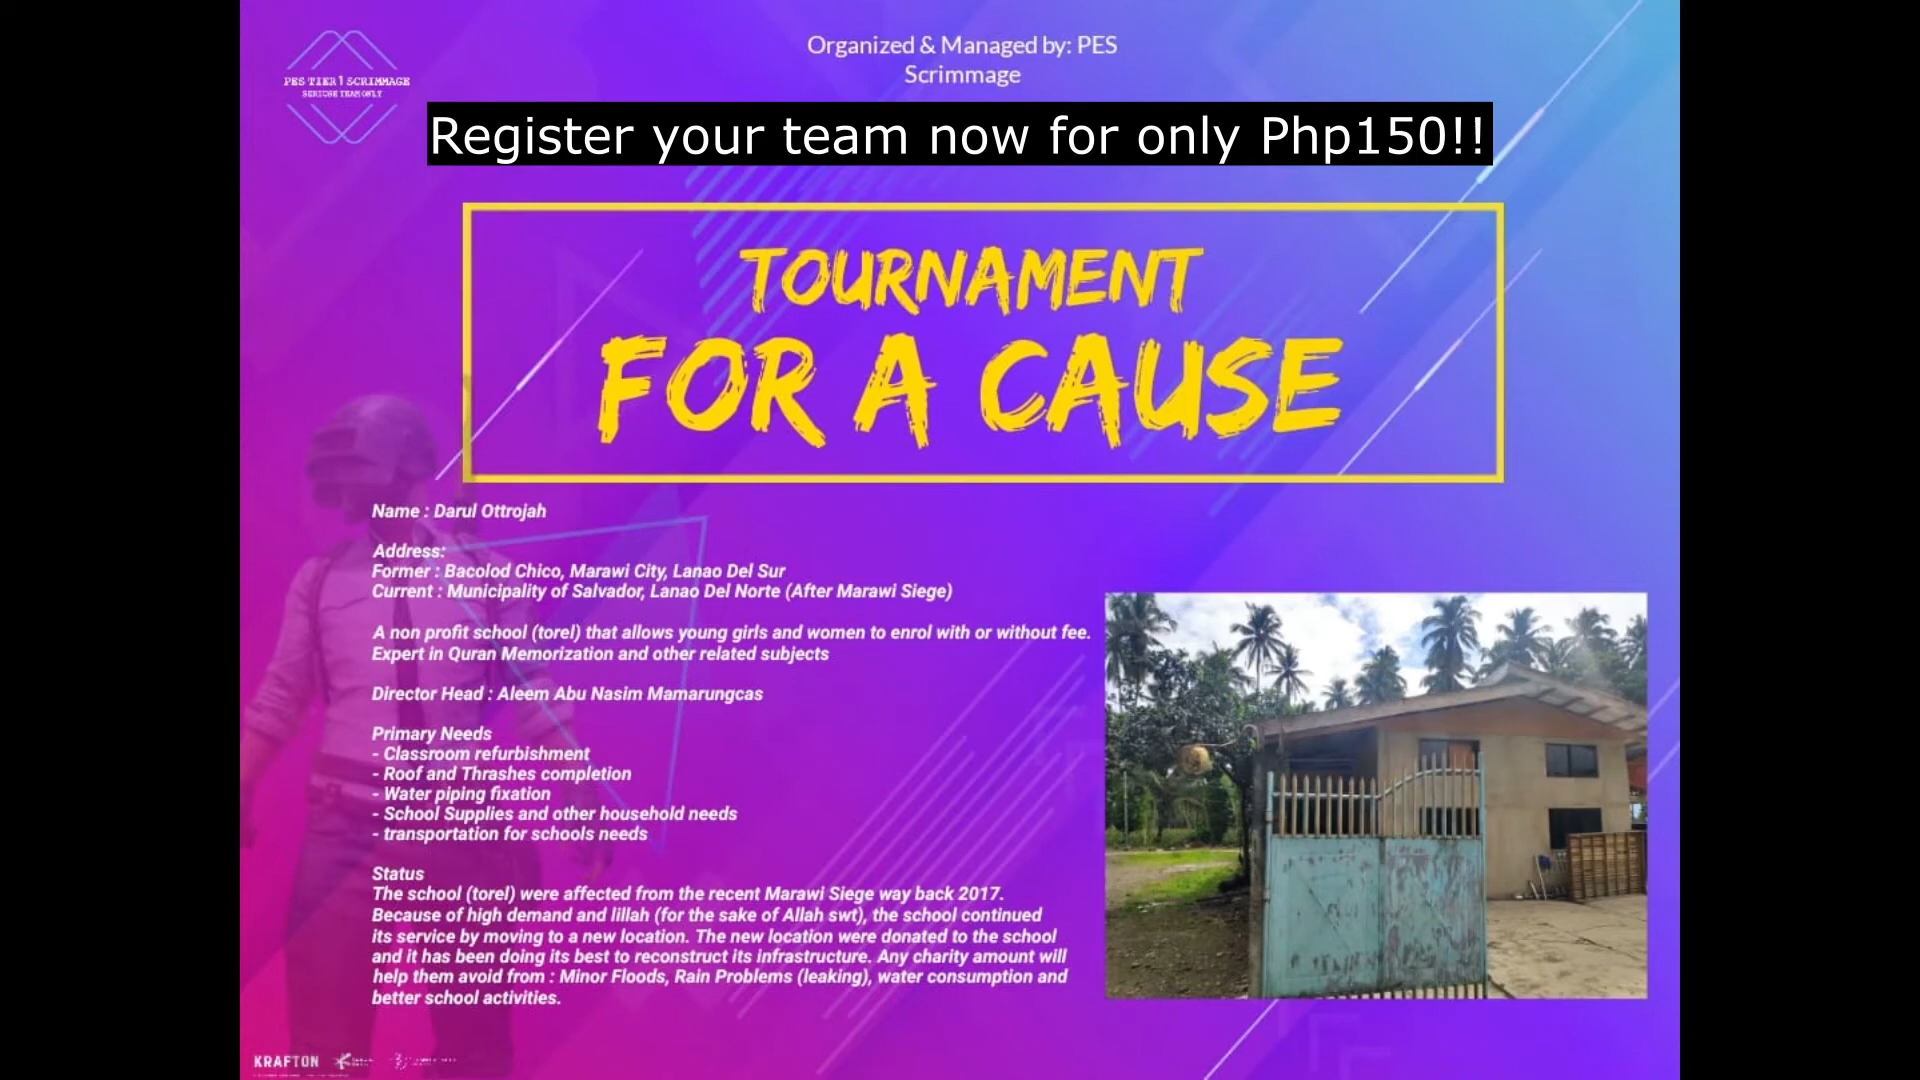 PES TIER 1 SCRIMMAGE
SERIUSE TEAM ONLY
Organized & Managed by: PES
Scrimmage
Register your team now for only Php150!!
TOURNAMENT
FOR A CAUSE
Name : Darul Ottrojah
Address:
Former : Bacolod Chico, Marawi City, Lanao Del Sur
Current : Municipality of Salvador, Lanao Del Norte (After Marawi Siege)
A non profit school (torel) that allows young girls and women to enrol with or without fee.
Expert in Quran Memorization and other related subjects
Director Head : Aleem Abu Nasim Mamarungcas
Primary Needs
- Classroom refurbishment
- Roof and Thrashes completion
- Water piping fixation
- School Supplies and other household needs
- transportation for schools needs
Status
The school (torel) were affected from the recent Marawi Siege way back 2017.
Because of high demand and lillah (for the sake of Allah swt), the school continued
its service by moving to a new location. The new location were donated to the school
and it has been doing its best to reconstruct its infrastructure. Any charity amount will
help them avoid from : Minor Floods, Rain Problems (leaking), water consumption and
better school activities.
KRAFTON